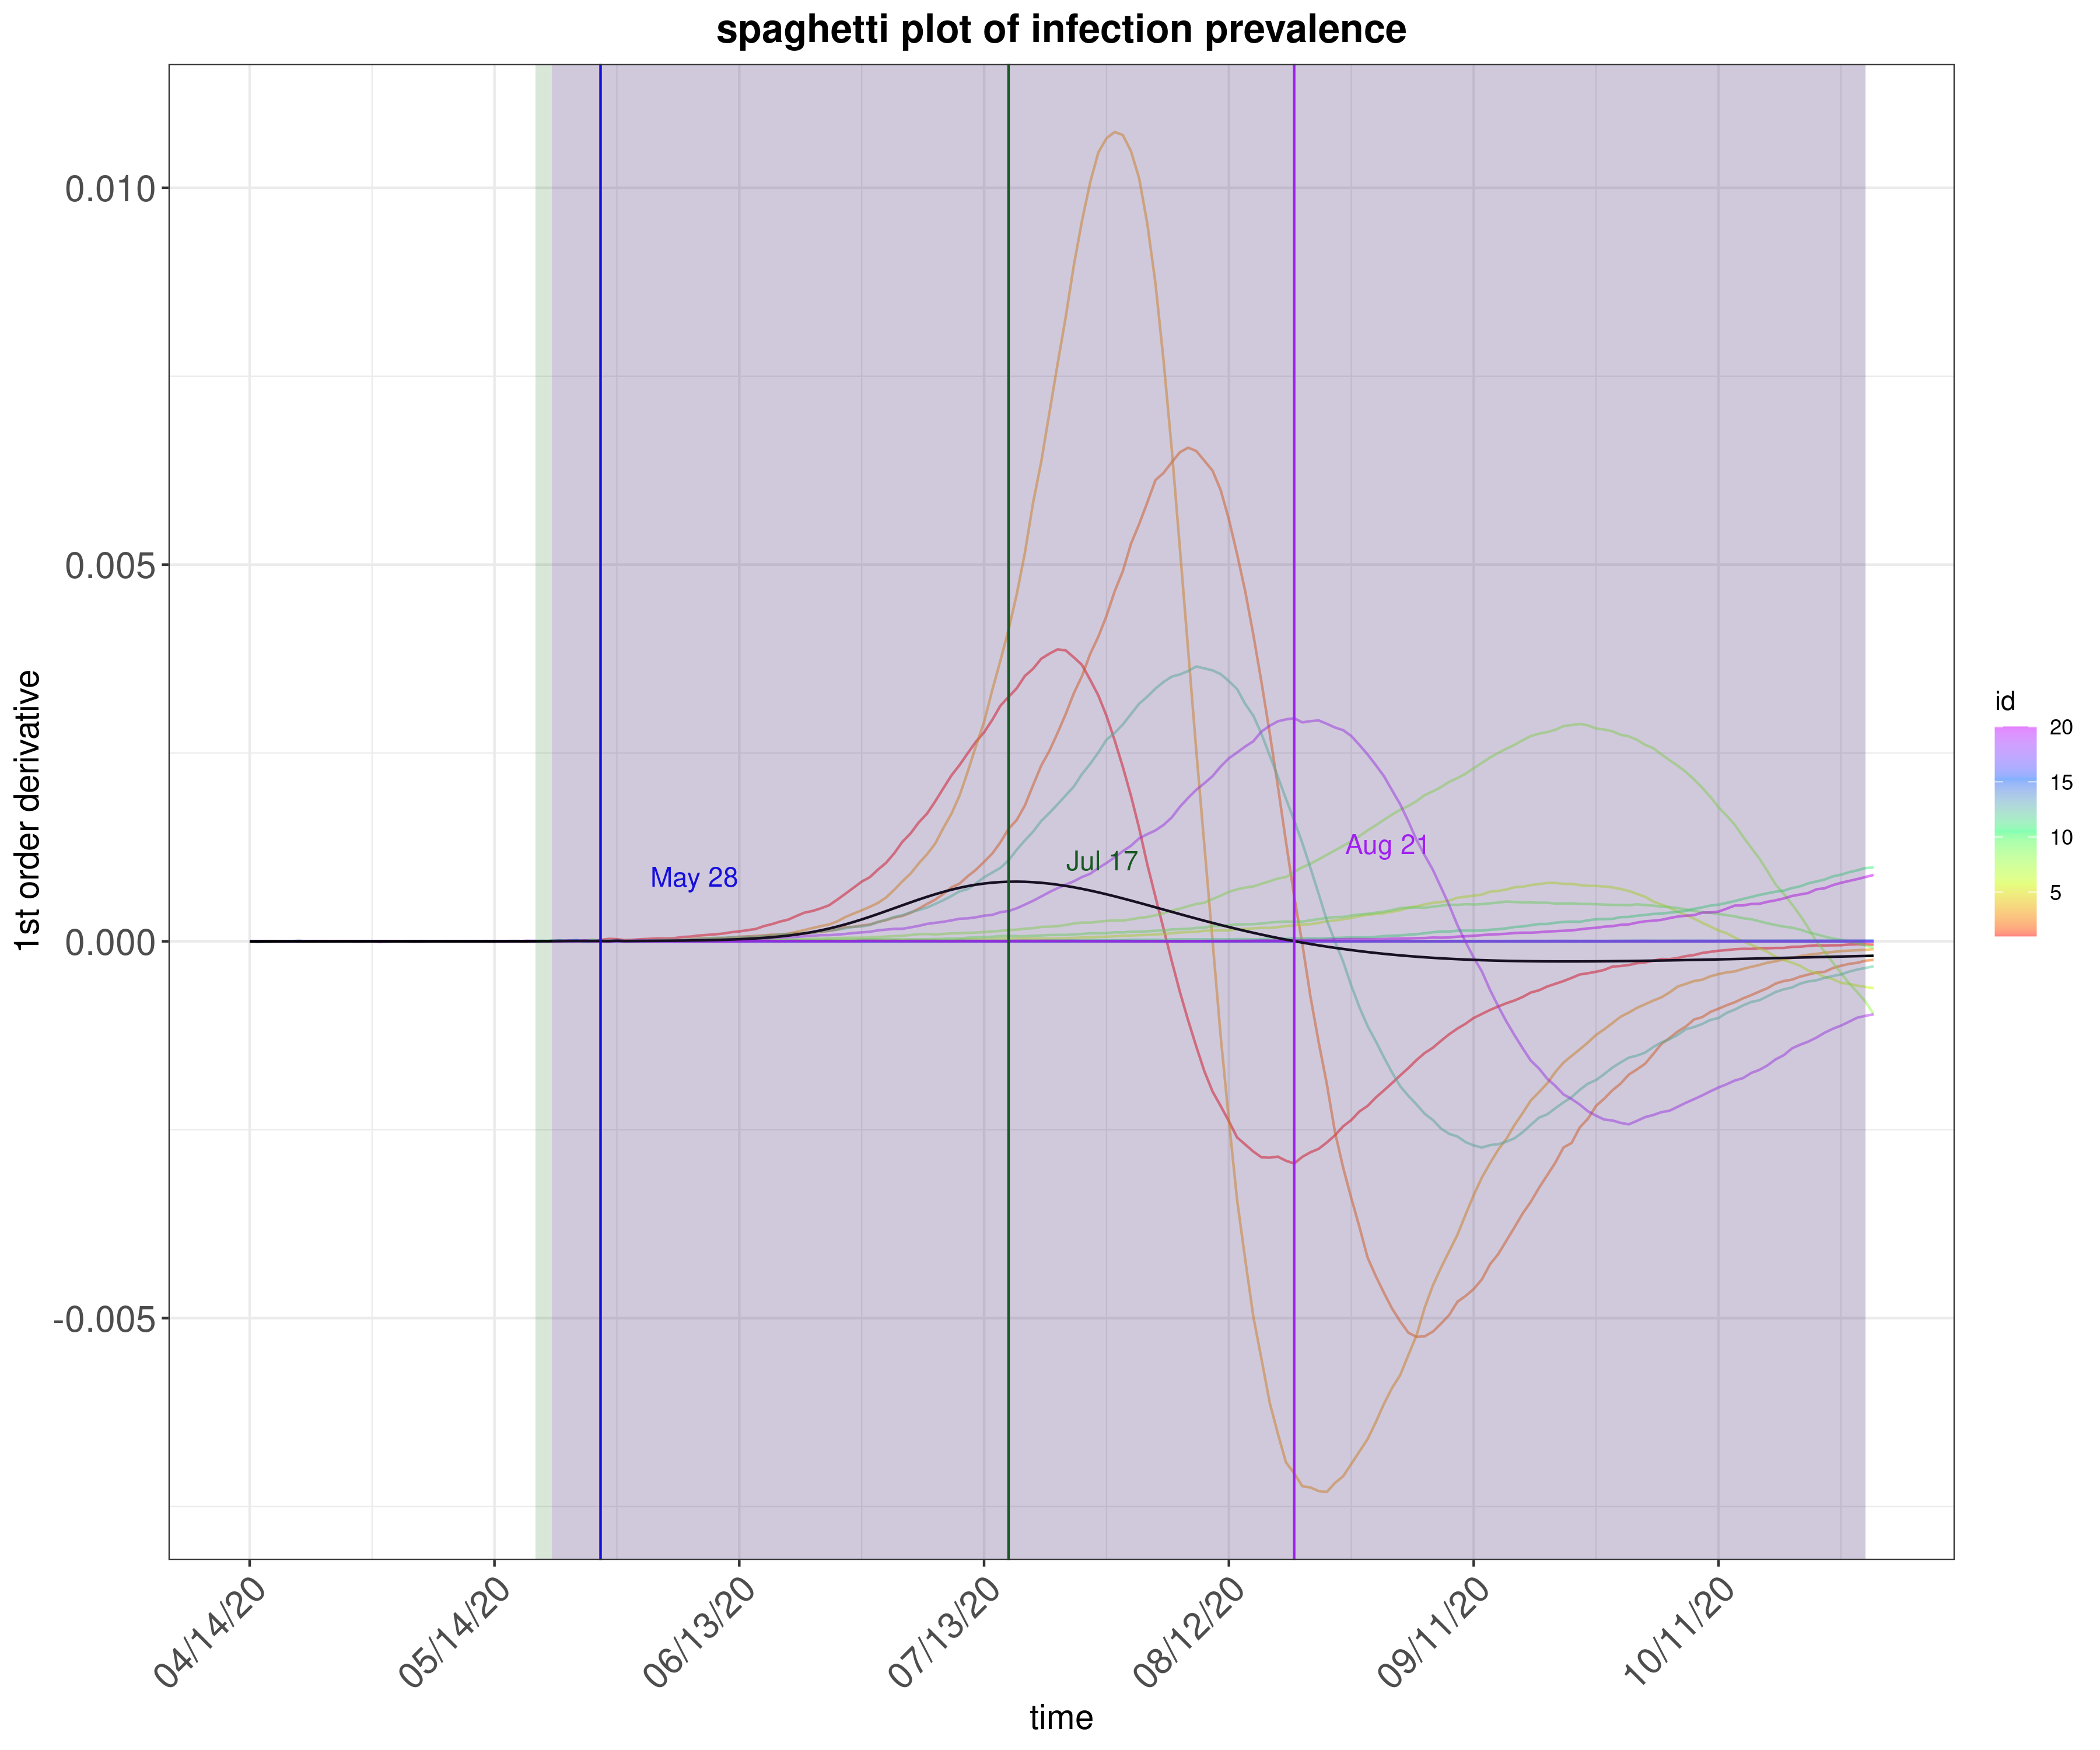 spaghetti plot of infection prevalence
1st order derivative
0.010
0.005
0.000
-0.005
May 28
Jul 17
Aug 21
04/14/20
05/14/20
06/13/20
07/13/20
08/12/20
09/11/20
10/11/20
time
id
20
15
10
5